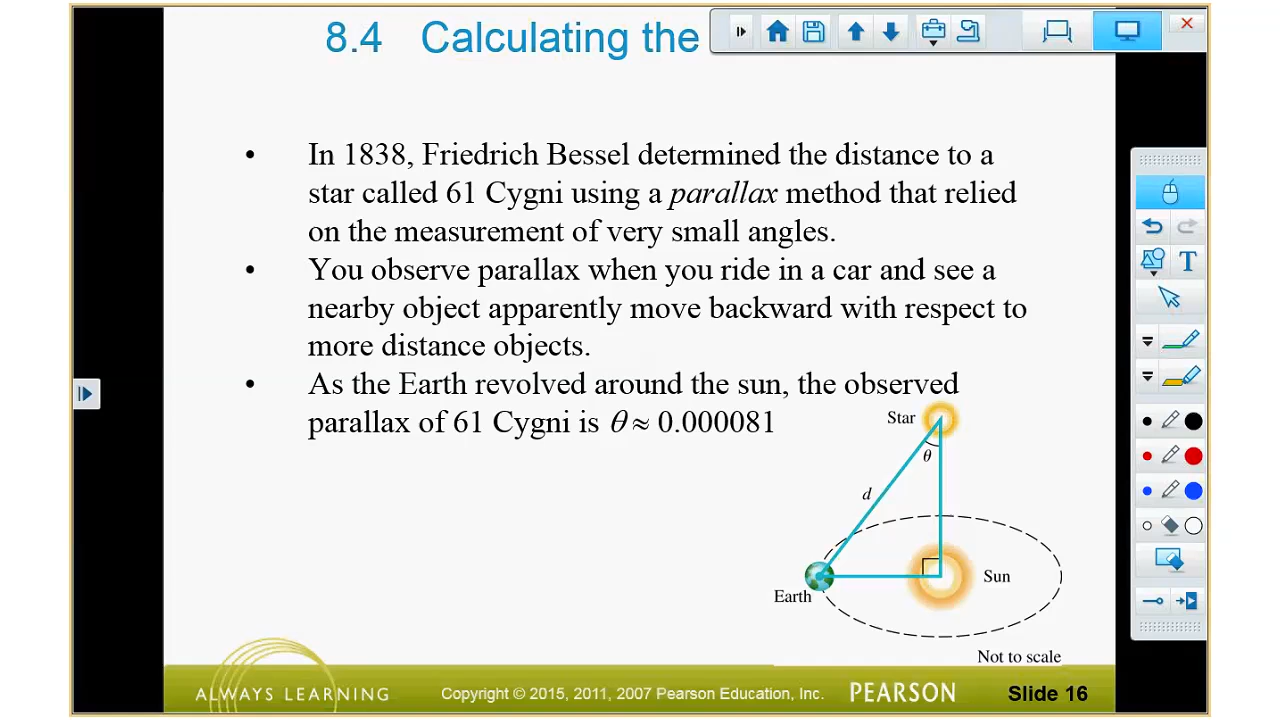 8.4 Calculating the
• In 1838, Friedrich Bessel determined the distance to a
star called 61 Cygni using a parallax method that relied
on the measurement of very small angles.
• You observe parallax when you ride in a car and see a
nearby object apparently move backward with respect to
more distance objects.
• As the Earth revolved around the sun, the observed
parallax of 61 Cygni is θ ≈ 0.000081
Star
θ
d
Sun
Earth
Not to scale
ALWAYS LEARNING
Copyright © 2015, 2011, 2007 Pearson Education, Inc.
PEARSON
Slide 16
T